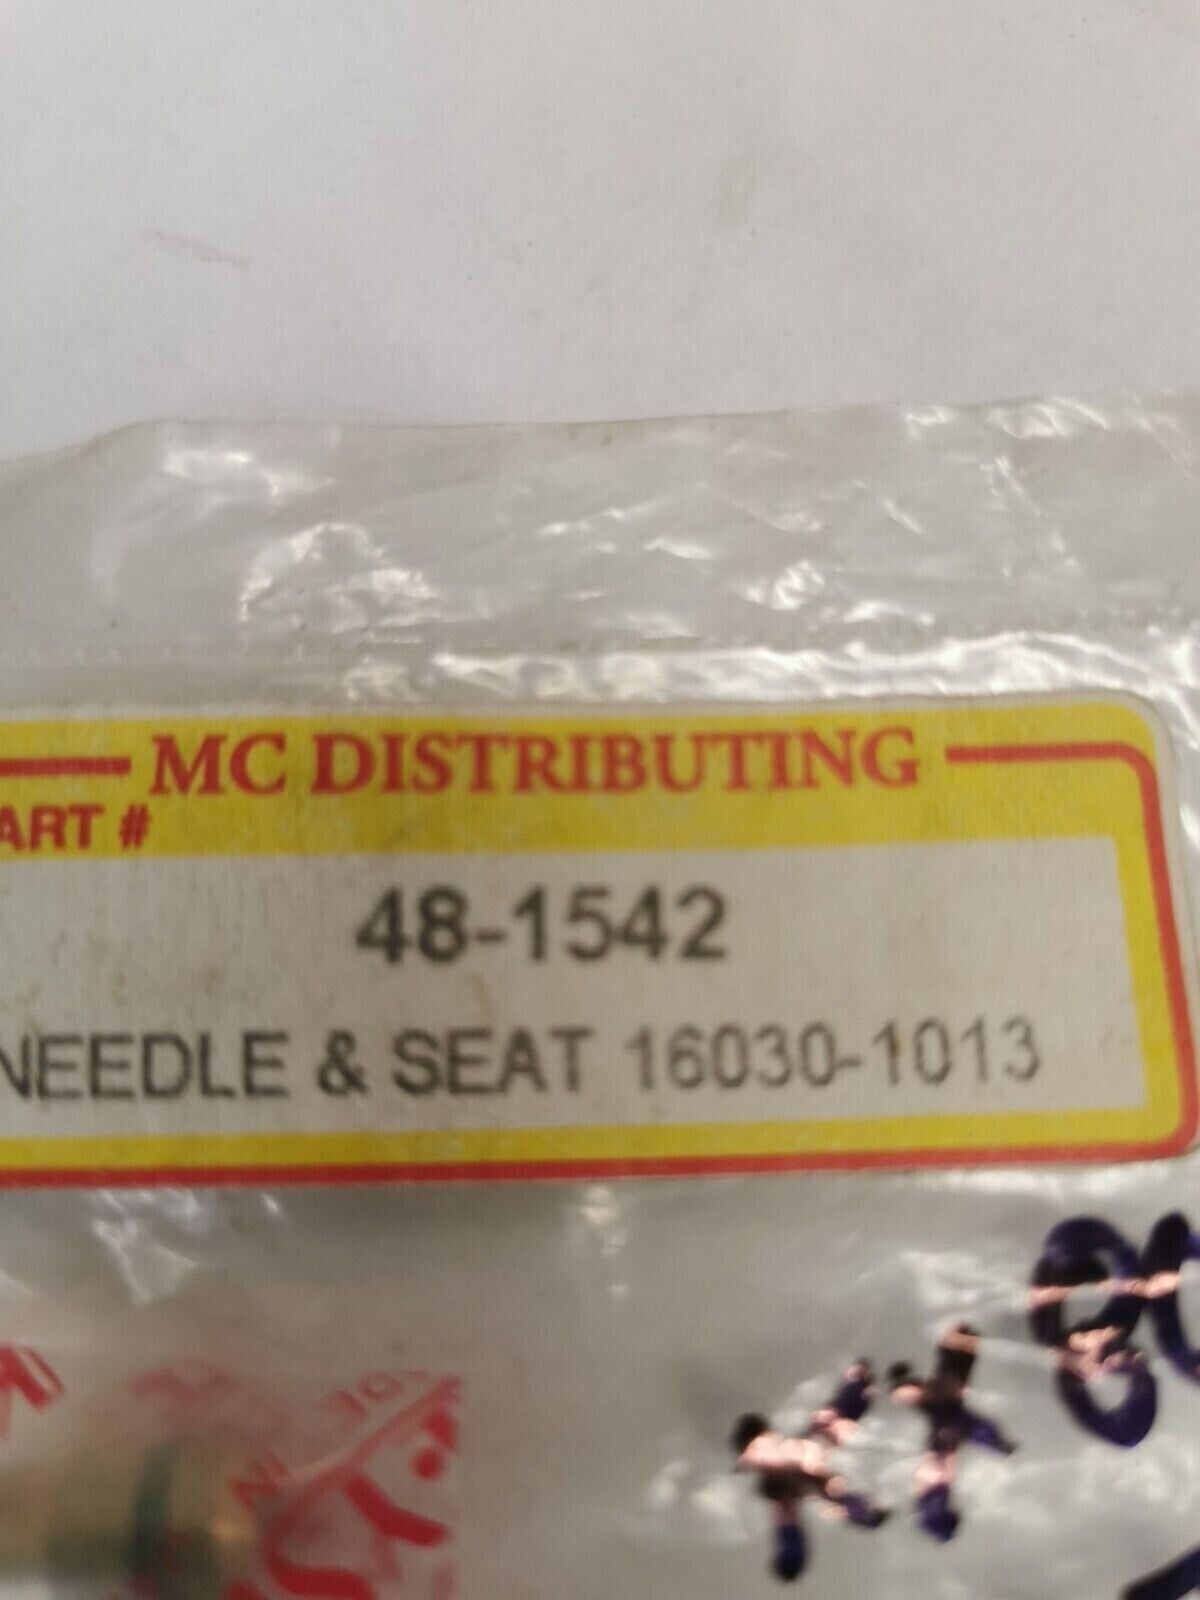 MC DISTRIBUTING
ART #
48-1542
NEEDLE & SEAT 16030-1013